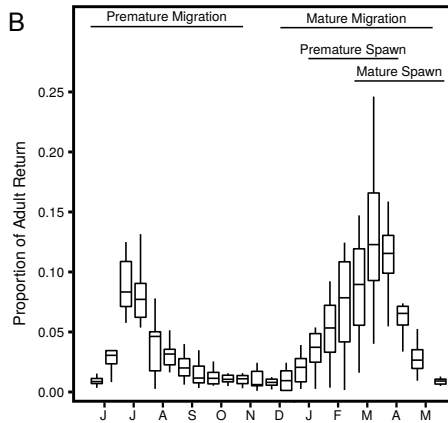 B
Premature Migration
Mature Migration
Premature Spawn
Mature Spawn
Proportion of Adult Return
0.25
0.20
0.15
0.10
0.05
0.00
J J A S O N D J F M A M